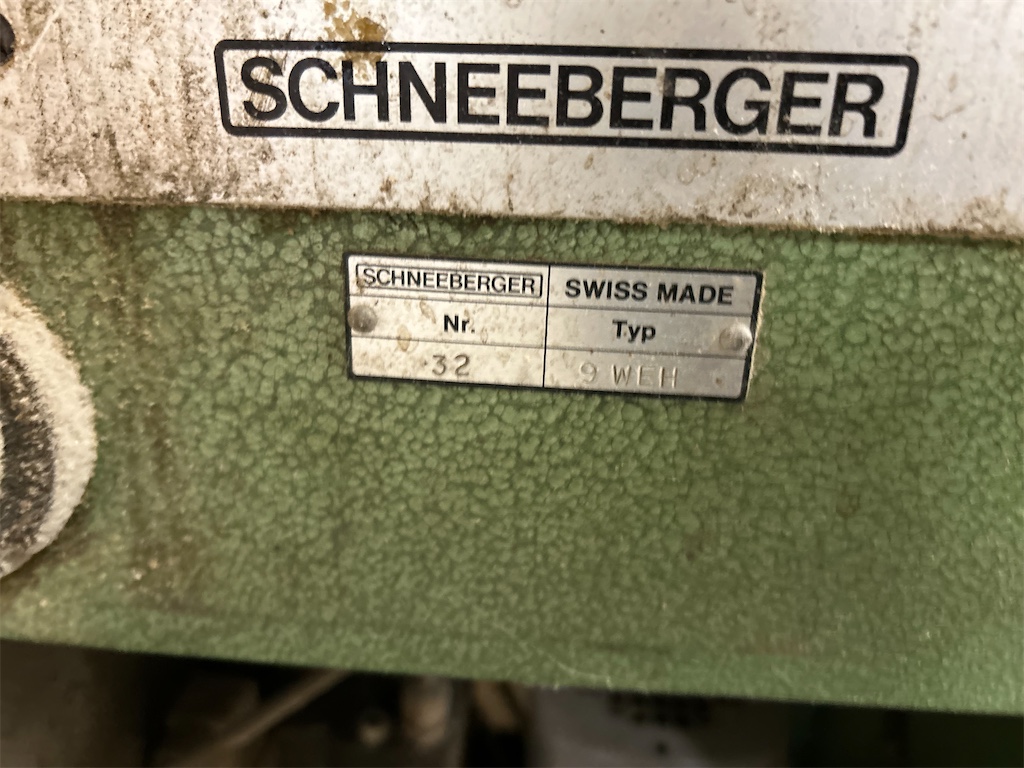 SCHNEEBERGER
SCHNEEBERGER SWISS MADE
Nr. Typ
32 9 WEH